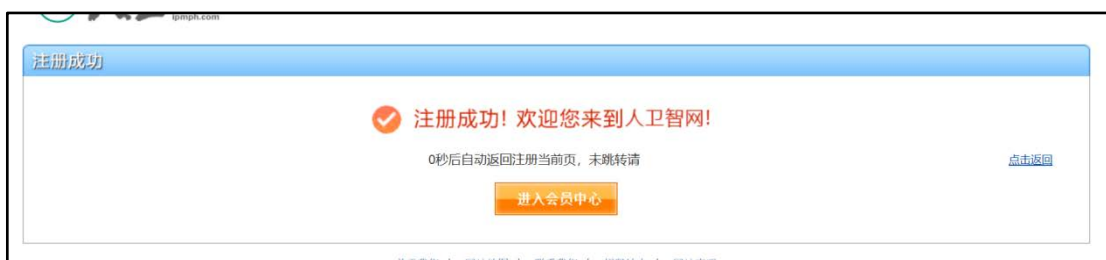 ipmph.com
注册成功
注册成功! 欢迎您来到人卫智网!
0秒后自动返回注册当前页，未跳转请 点击返回
进入会员中心